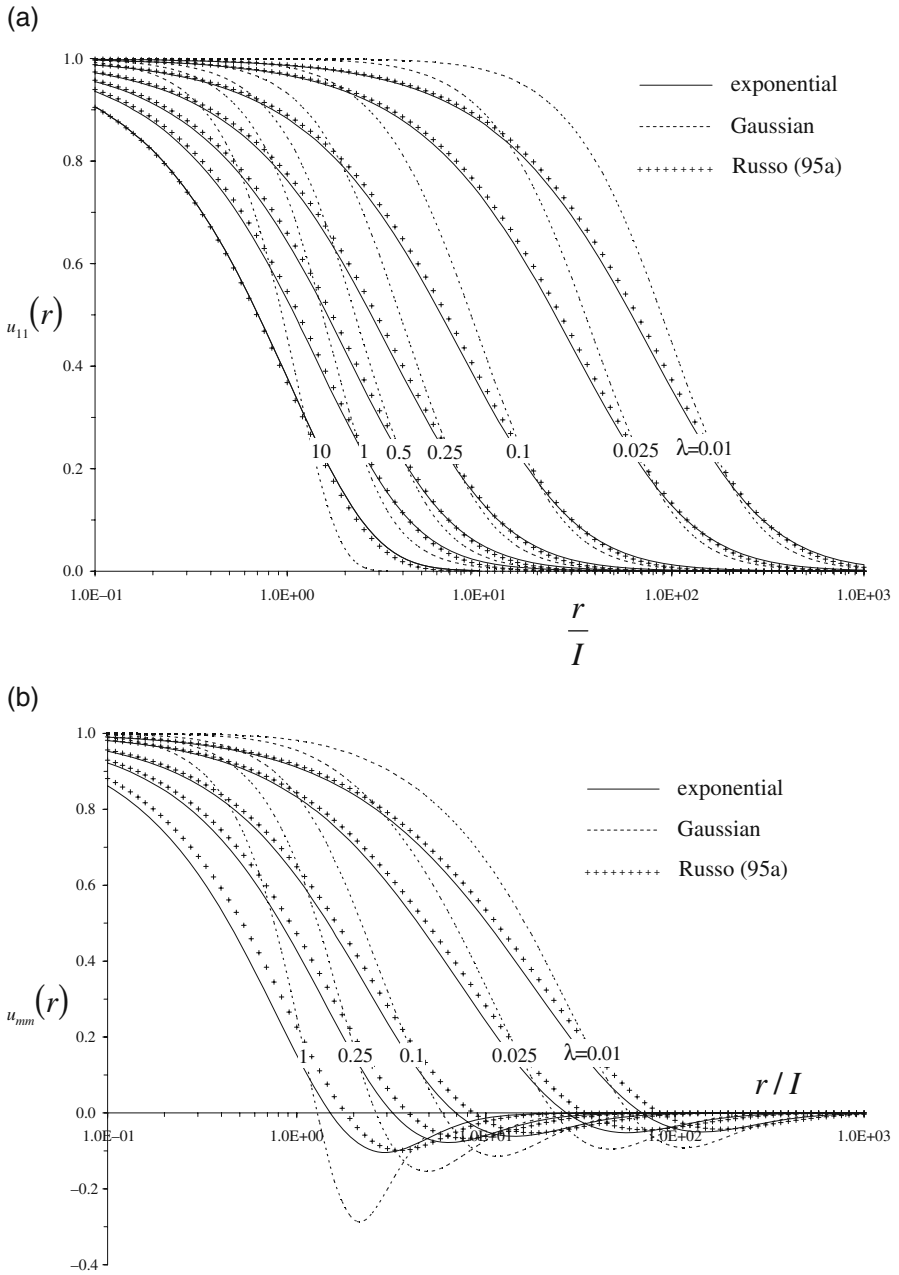 (a)
1.0
0.8
0.6
u11(r)
0.4
0.2
0.0
exponential
Gaussian
Russo (95a)
10
1
0.5
0.25
0.1
0.025
λ=0.01
1.0E−01
1.0E+00
1.0E+01
1.0E+02
1.0E+03
r
I
(b)
1.0
0.8
0.6
0.4
umm(r)
0.2
0.0
−0.2
−0.4
exponential
Gaussian
Russo (95a)
1
0.25
0.1
0.025
λ=0.01
r / I
1.0E−01
1.0E+00
1.0E+01
1.0E+02
1.0E+03